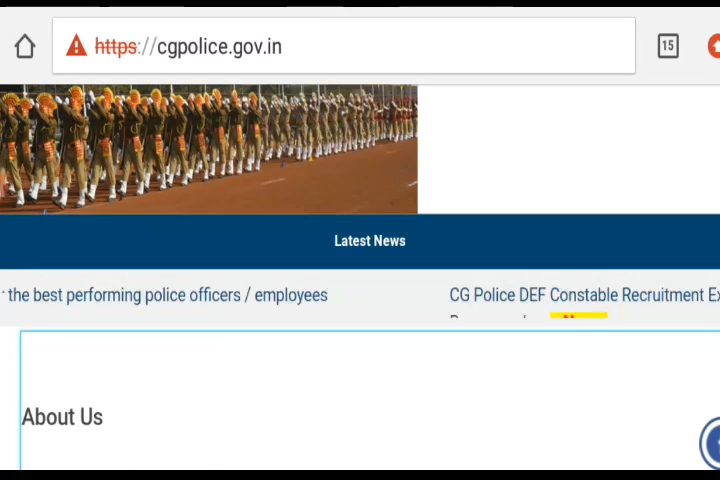 https://cgpolice.gov.in
15
Latest News
the best performing police officers / employees
CG Police DEF Constable Recruitment
About Us